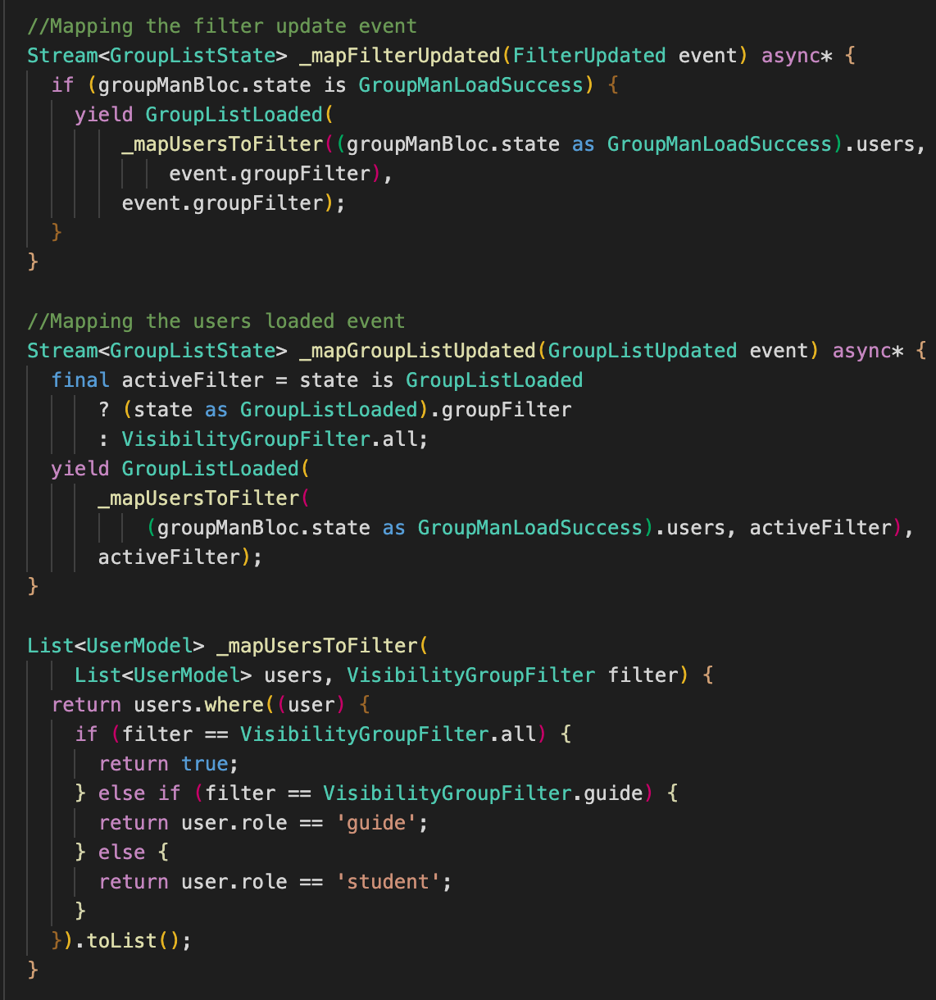 //Mapping the filter update event
Stream<GroupListState> _mapFilterUpdated(FilterUpdated event) async* {
  if (groupManBloc.state is GroupManLoadSuccess) {
    yield GroupListLoaded(
        _mapUsersToFilter((groupManBloc.state as GroupManLoadSuccess).users,
            event.groupFilter),
        event.groupFilter);
  }
}

//Mapping the users loaded event
Stream<GroupListState> _mapGroupListUpdated(GroupListUpdated event) async* {
  final activeFilter = state is GroupListLoaded
      ? (state as GroupListLoaded).groupFilter
      : VisibilityGroupFilter.all;
  yield GroupListLoaded(
      _mapUsersToFilter(
          (groupManBloc.state as GroupManLoadSuccess).users, activeFilter),
      activeFilter);
}

List<UserModel> _mapUsersToFilter(
    List<UserModel> users, VisibilityGroupFilter filter) {
  return users.where((user) {
    if (filter == VisibilityGroupFilter.all) {
      return true;
    } else if (filter == VisibilityGroupFilter.guide) {
      return user.role == 'guide';
    } else {
      return user.role == 'student';
    }
  }).toList();
}